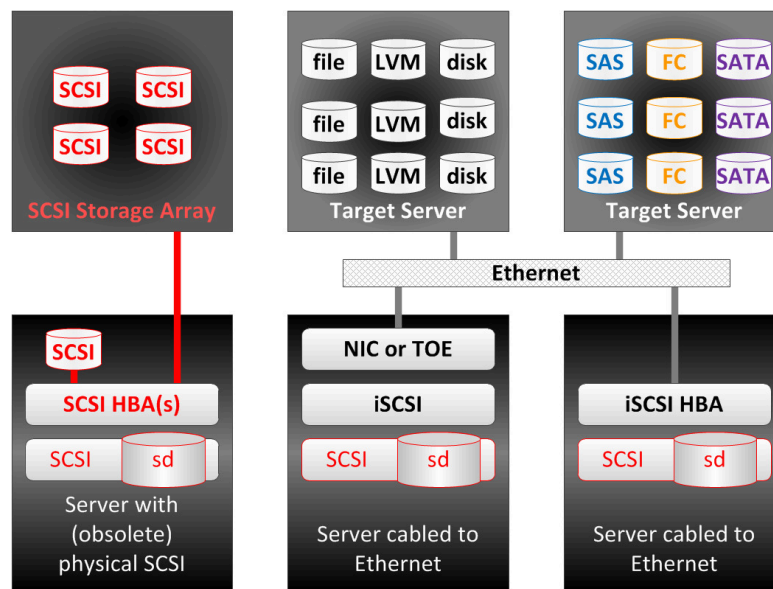 SCSI SCSI
SCSI SCSI
SCSI Storage Array
file LVM disk
file LVM disk
file LVM disk
Target Server
SAS FC SATA
SAS FC SATA
SAS FC SATA
Target Server
Ethernet
SCSI
SCSI HBA(s)
SCSI sd
Server with
(obsolete)
physical SCSI
NIC or TOE
iSCSI
SCSI sd
Server cabled to
Ethernet
iSCSI HBA
SCSI sd
Server cabled to
Ethernet